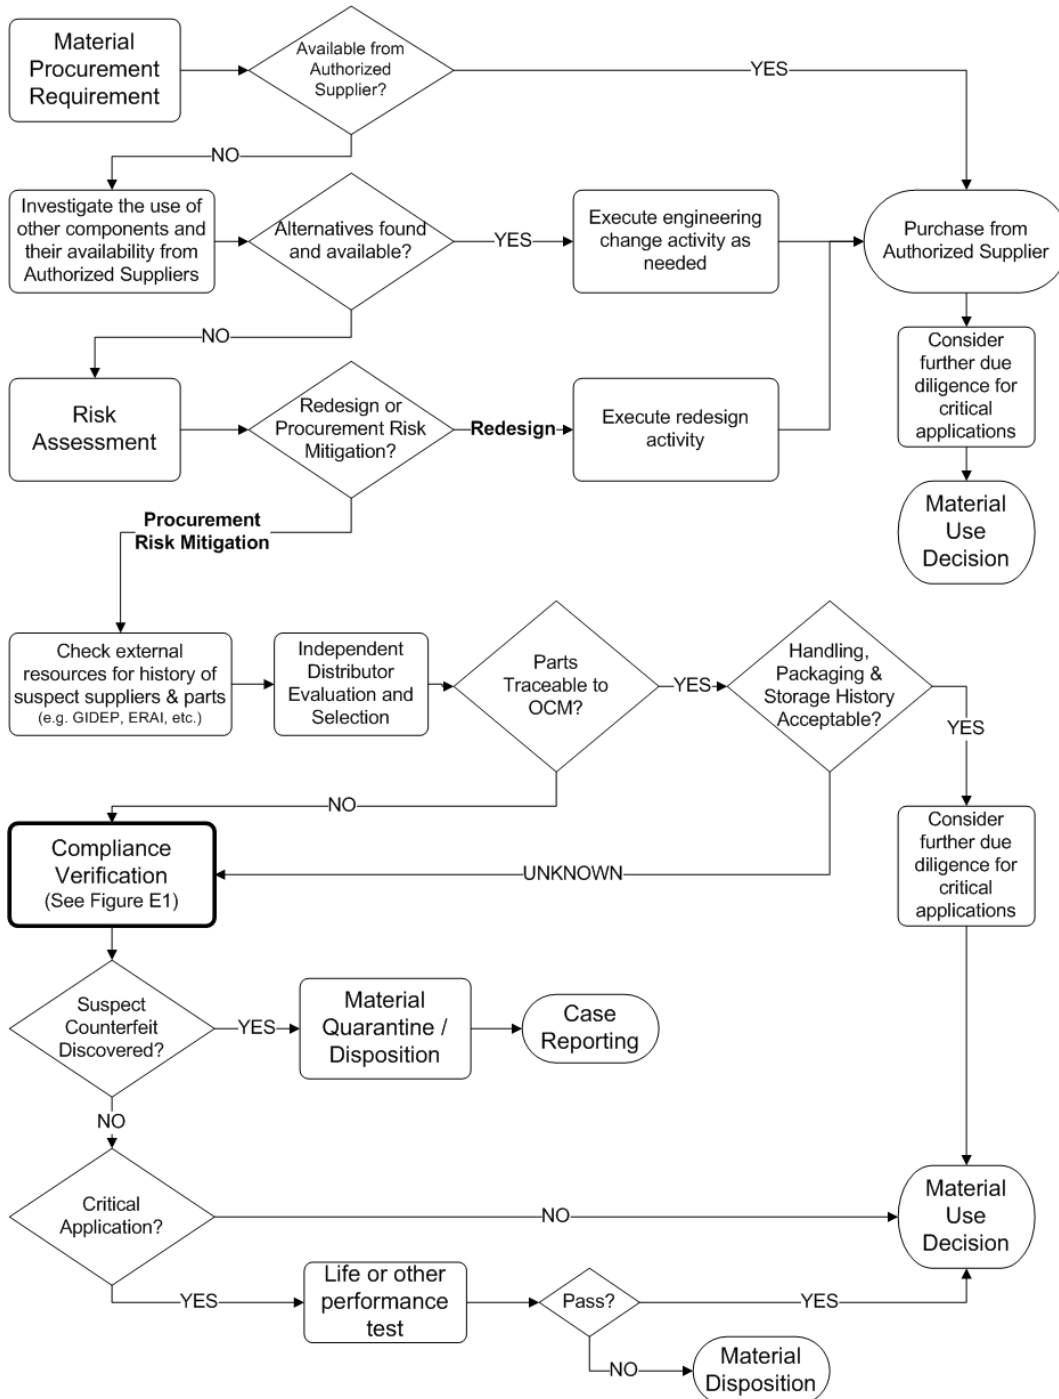 Material
Procurement
Requirement
Available from
Authorized
Supplier?
YES
NO
Investigate the use of
other components and
their availability from
Authorized Suppliers
Alternatives found
and available?
YES
Execute engineering
change activity as
needed
Purchase from
Authorized Supplier
NO
Consider
further due
diligence for
critical
applications
Risk
Assessment
Redesign or
Procurement Risk
Mitigation?
Redesign
Execute redesign
activity
Material
Use
Decision
Procurement
Risk Mitigation
Check external
resources for history of
suspect suppliers & parts
(e.g. GIDEP, ERAI, etc.)
Independent
Distributor
Evaluation and
Selection
Parts
Traceable to
OCM?
YES
Handling,
Packaging &
Storage History
Acceptable?
YES
NO
Compliance
Verification
(See Figure E1)
UNKNOWN
Consider
further due
diligence for
critical
applications
Suspect
Counterfeit
Discovered?
YES
Material
Quarantine /
Disposition
Case
Reporting
NO
Critical
Application?
NO
Material
Use
Decision
YES
Life or other
performance
test
Pass?
YES
NO
Material
Disposition